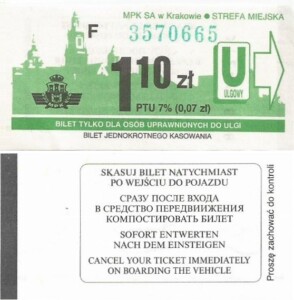 MPK SA w Krakowie • STREFA MIEJSKA
F 3570665
1 10 zł
U
ULGOWY
PTU 7% (0,07 zł)
BILET TYLKO DLA OSÓB UPRAWNIONYCH DO ULGI
BILET JEDNOKROTNEGO KASOWANIA
SKASUJ BILET NATYCHMIAST
PO WEJŚCIU DO POJAZDU
СРАЗУ ПОСЛЕ ВХОДА
В СРЕДСТВО ПЕРЕДВИЖЕНИЯ
КОМПОСТИРОВАТЬ БИЛЕТ
SOFORT ENTWERTEN
NACH DEM EINSTEIGEN
CANCEL YOUR TICKET IMMEDIATELY
ON BOARDING THE VEHICLE
Proszę zachować do kontroli